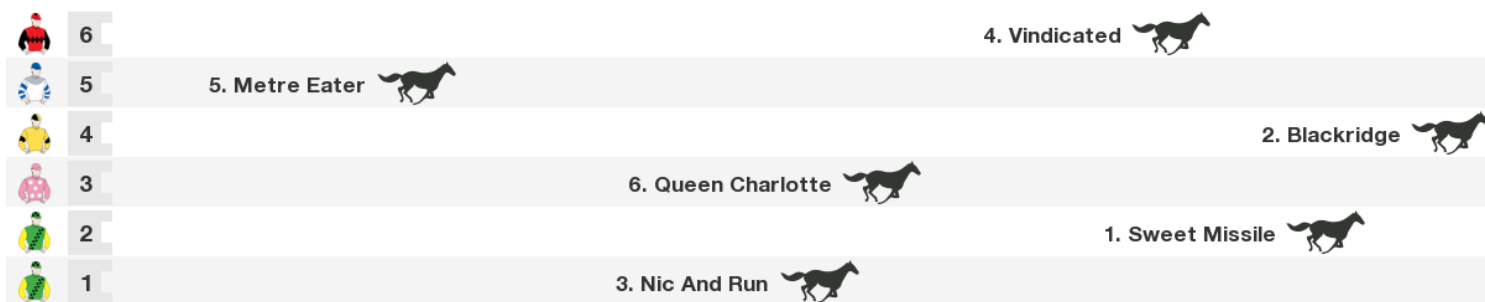 6 4. Vindicated
5 5. Metre Eater
4 2. Blackridge
3 6. Queen Charlotte
2 1. Sweet Missile
1 3. Nic And Run